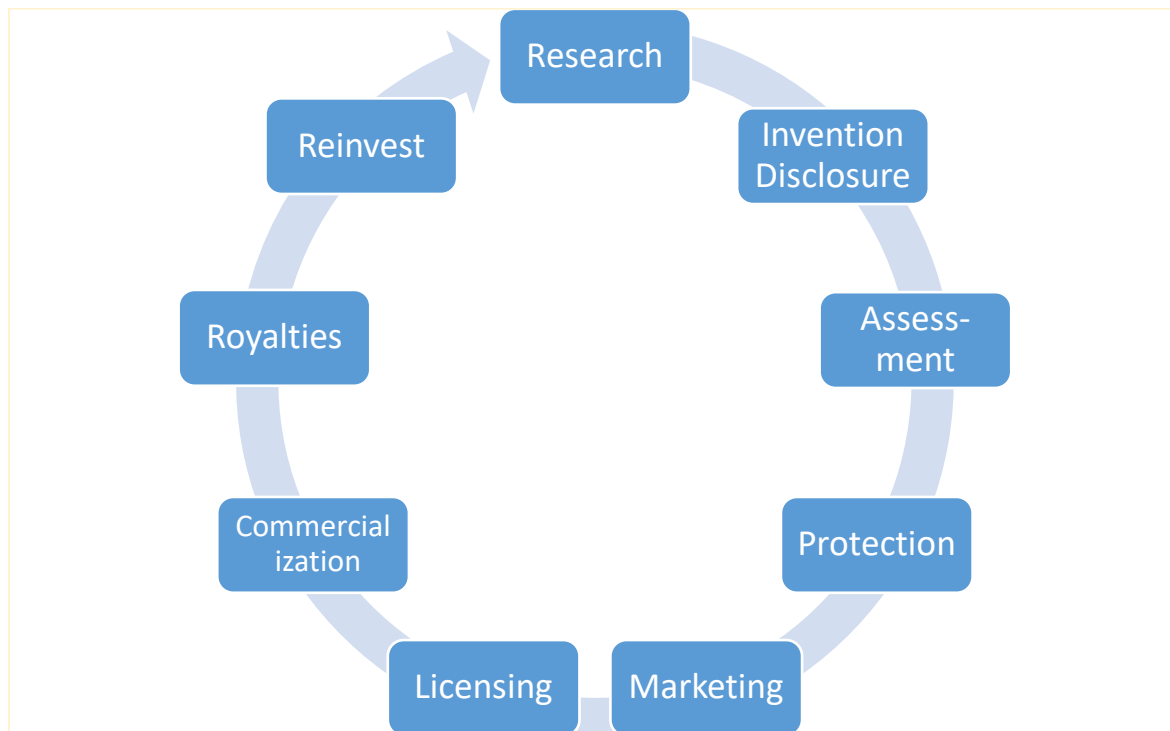 Research
Invention
Disclosure
Assess-
ment
Protection
Marketing
Licensing
Commercial
ization
Royalties
Reinvest